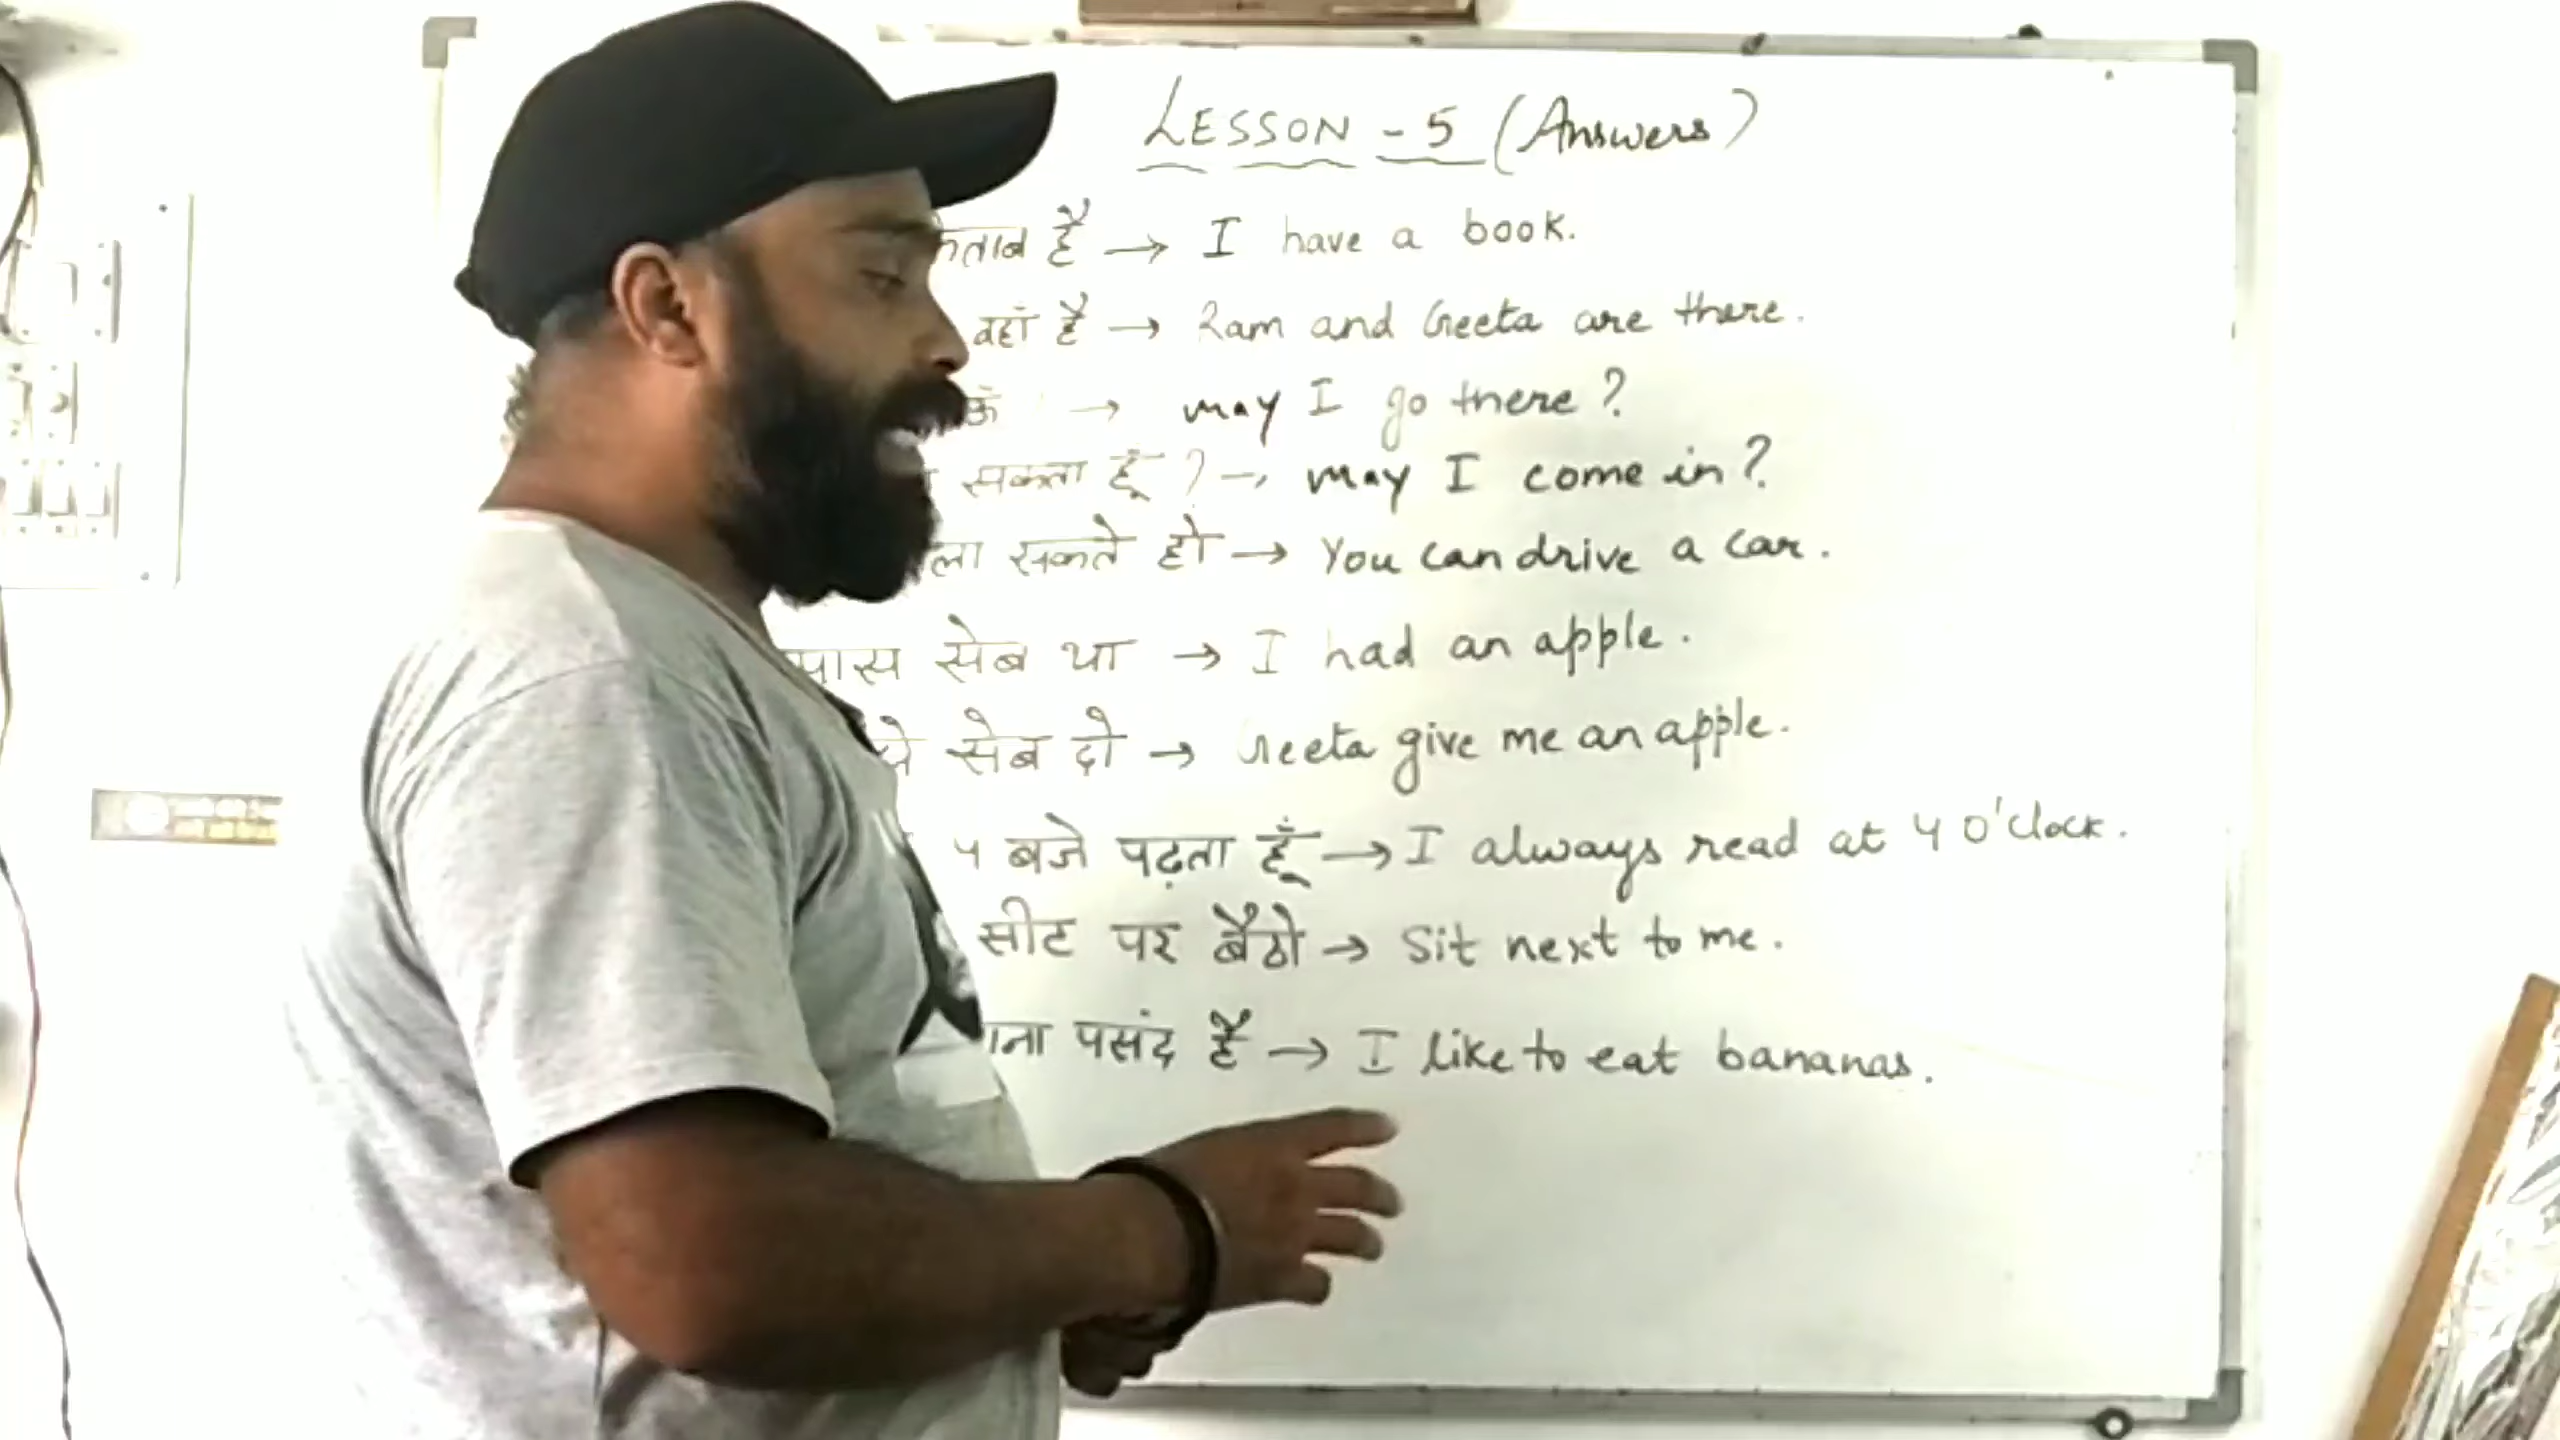 LESSON - 5 (Answers)
है → I have a book.
वहां है → Ram and Geeta are there.
→ may I go there?
सकता हूँ? → may I come in?
सकते हो → You can drive a car.
पास सेब था → I had an apple.
सेब दो → Geeta give me an apple.
4 बजे पढ़ता हूँ → I always read at 4 O'clock.
सीट पर बैठो → Sit next to me.
पसंद है → I like to eat bananas.